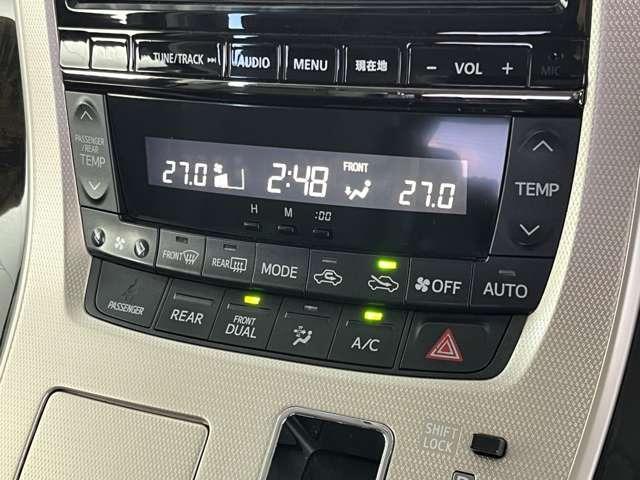 TUNE/TRACK AUDIO MENU 現在地 - VOL + MIC
PASSENGER
/REAR
TEMP
27.0 2:48 FRONT 27.0
TEMP
H M :00
FRONT REAR MODE OFF AUTO
PASSENGER REAR FRONT DUAL A/C
SHIFT
LOCK